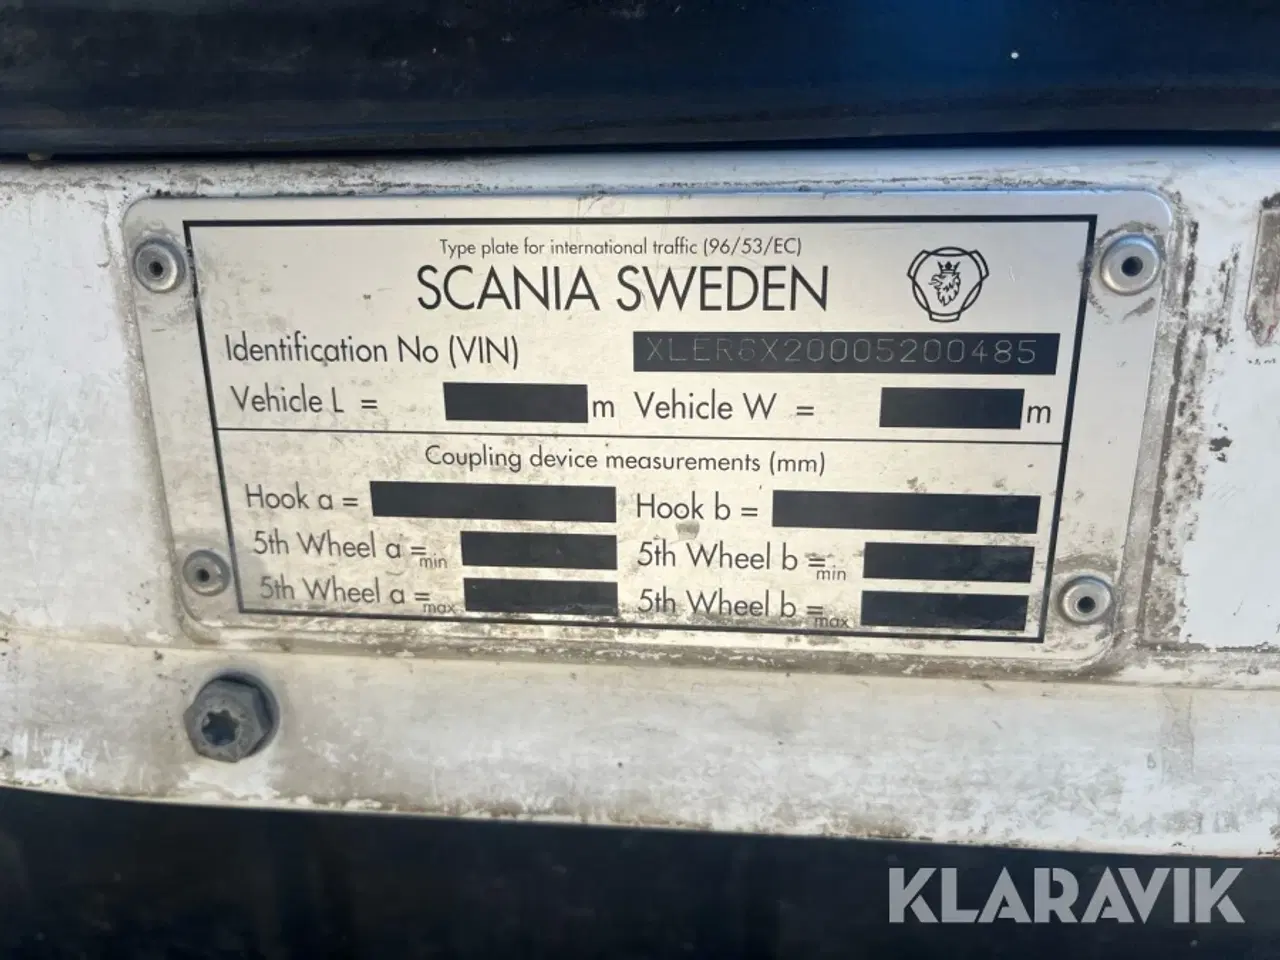 Type plate for international traffic (96/53/EC)
SCANIA SWEDEN
Identification No (VIN) XLER6X20005200485
Vehicle L = m Vehicle W = m
Coupling device measurements (mm)
Hook a = Hook b =
5th Wheel a =min 5th Wheel b =min
5th Wheel a =max 5th Wheel b =max
KLARAVIK